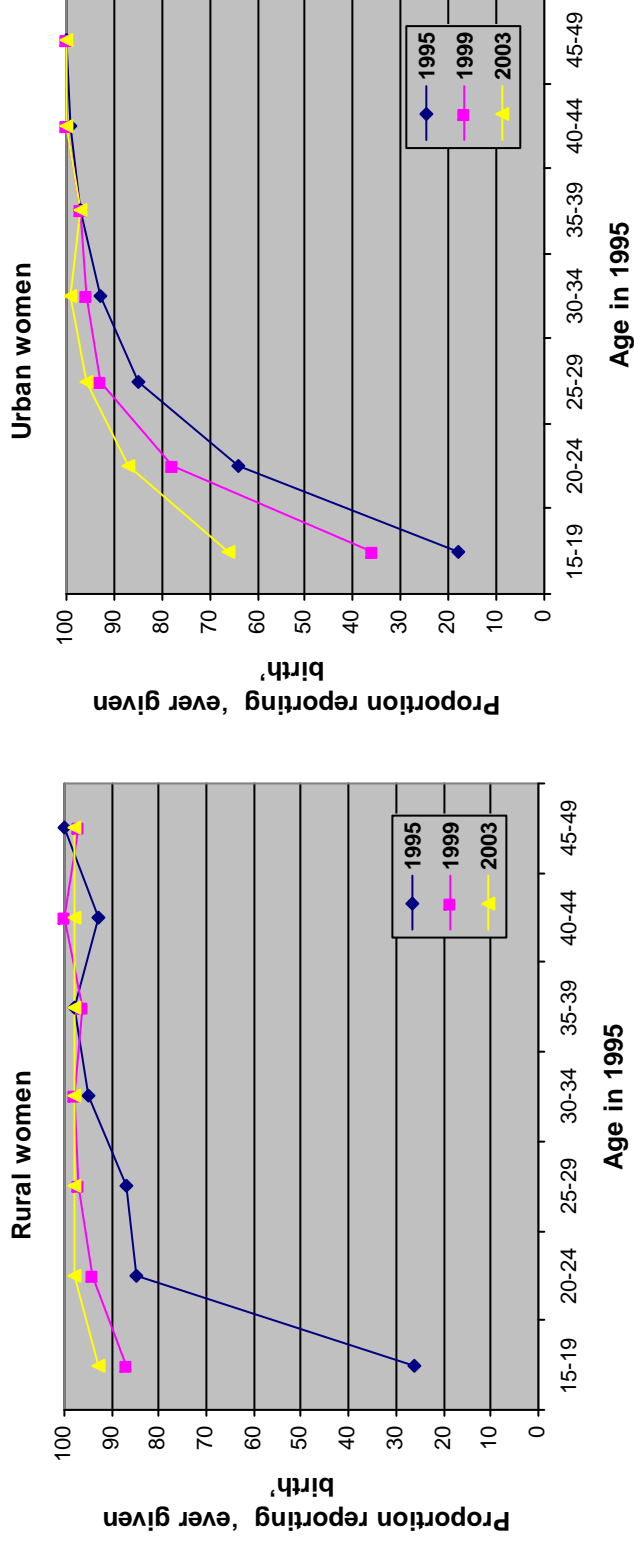 Rural women
Proportion reporting ‘ever given
birth’
100
90
80
70
60
50
40
30
20
10
0
15-19 20-24 25-29 30-34 35-39 40-44 45-49
Age in 1995
1995
1999
2003
Urban women
Proportion reporting ‘ever given
birth’
100
90
80
70
60
50
40
30
20
10
0
15-19 20-24 25-29 30-34 35-39 40-44 45-49
Age in 1995
1995
1999
2003